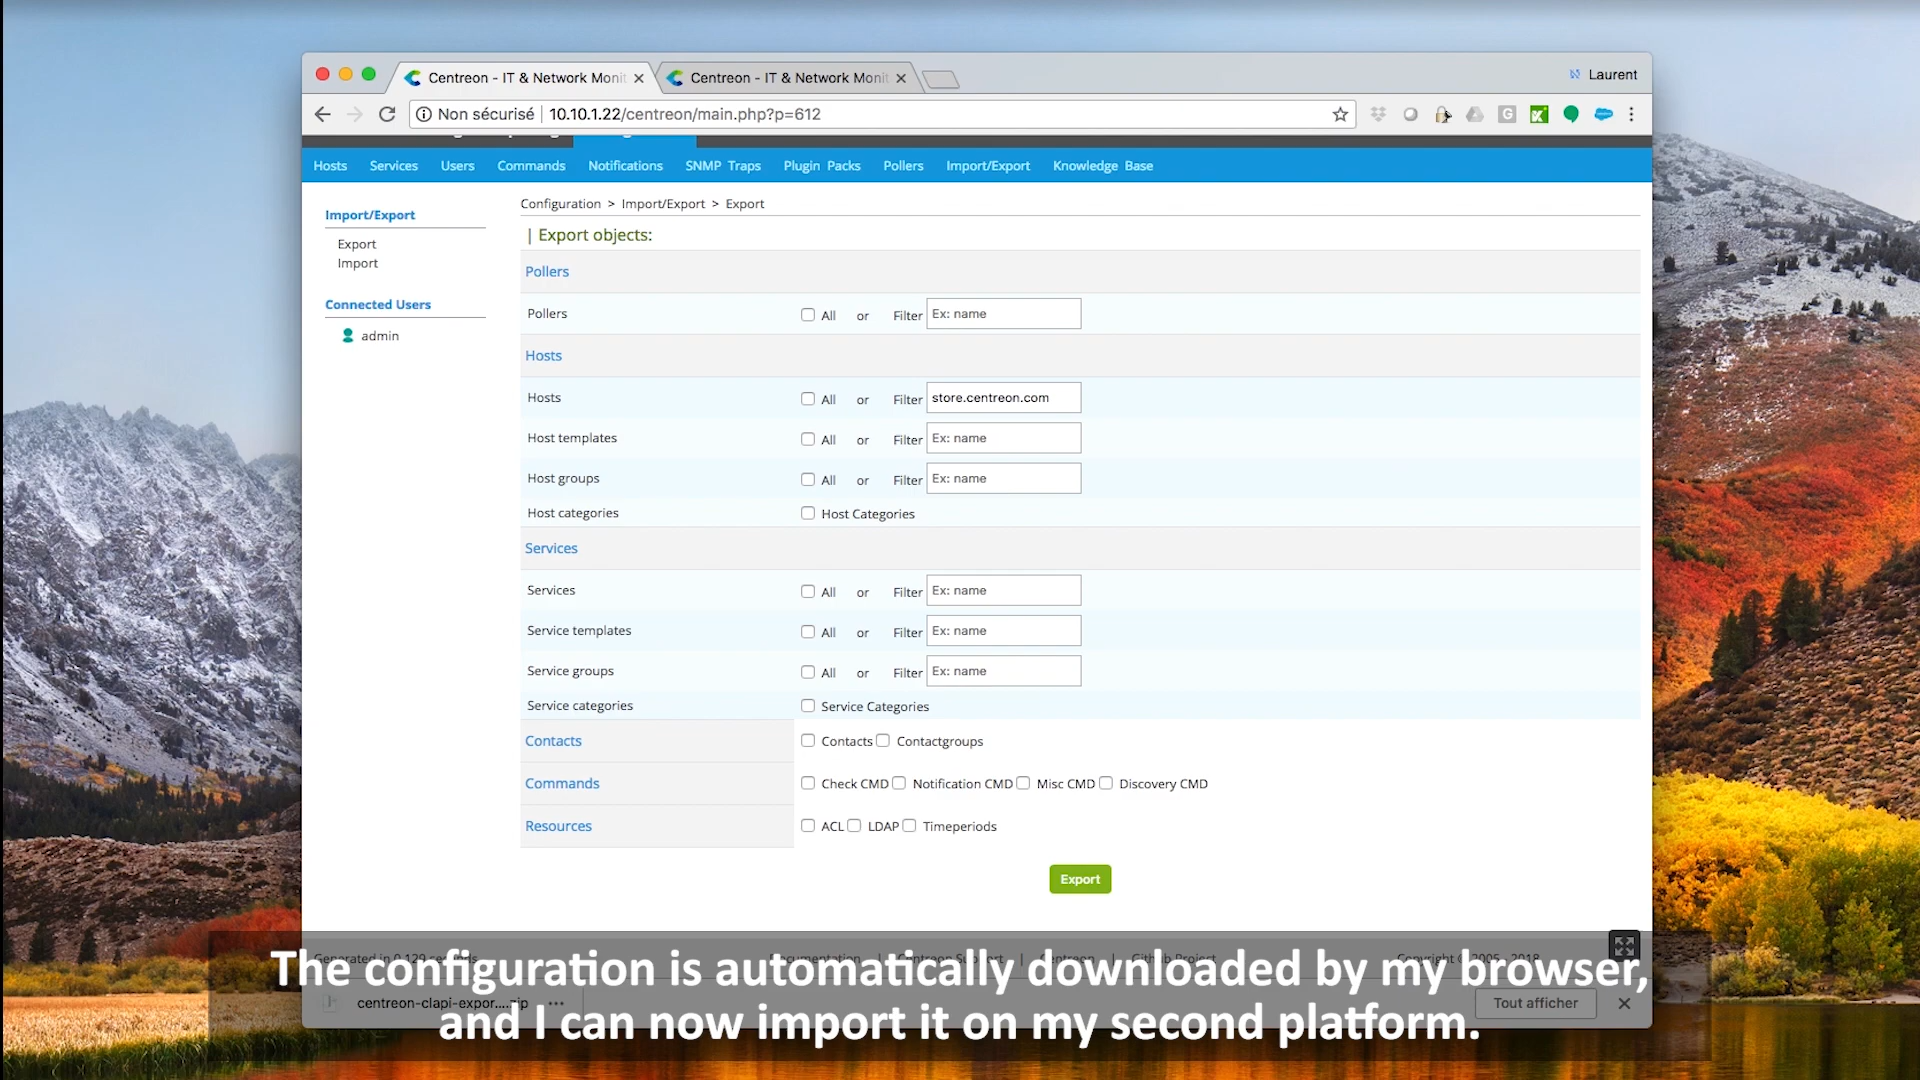 Centreon - IT & Network Monit
Centreon - IT & Network Monit
Laurent
Non sécurisé
10.10.1.22/centreon/main.php?p=612
Hosts
Services
Users
Commands
Notifications
SNMP Traps
Plugin Packs
Pollers
Import/Export
Knowledge Base
Import/Export
Export
Import
Connected Users
admin
Configuration > Import/Export > Export
| Export objects:
Pollers
Pollers All or Filter Ex: name
Hosts
Hosts All or Filter store.centreon.com
Host templates All or Filter Ex: name
Host groups All or Filter Ex: name
Host categories Host Categories
Services
Services All or Filter Ex: name
Service templates All or Filter Ex: name
Service groups All or Filter Ex: name
Service categories Service Categories
Contacts Contacts Contactgroups
Commands Check CMD Notification CMD Misc CMD Discovery CMD
Resources ACL LDAP Timeperiods
Export
Generated in 0.129 seconds
Documentation | Centreon Support | Centreon | Github Project
Copyright © 2005 - 2018
The configuration is automatically downloaded by my browser,
centreon-clapi-expor....zip
Tout afficher
and I can now import it on my second platform.